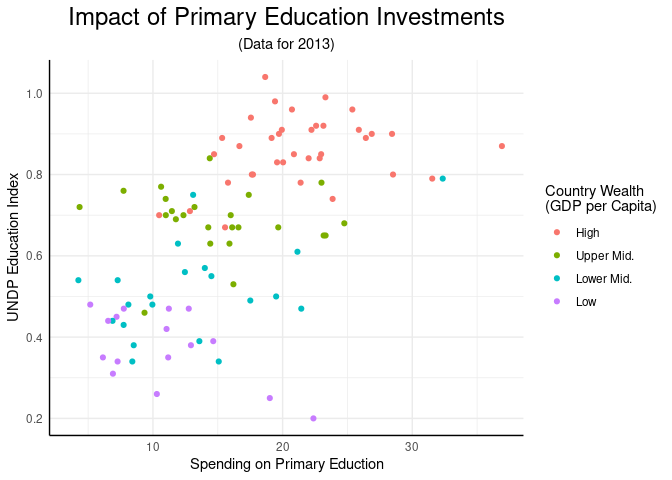 Impact of Primary Education Investments
(Data for 2013)
UNDP Education Index
1.0
0.8
0.6
0.4
0.2
10
20
30
Spending on Primary Eduction
Country Wealth
(GDP per Capita)
High
Upper Mid.
Lower Mid.
Low